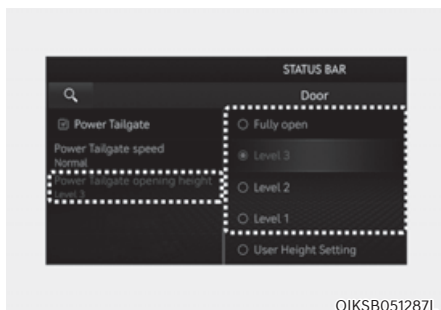 STATUS BAR
Door
Power Tailgate
Fully open
Power Tailgate speed
Normal
Level 3
Power Tailgate opening height
Level 3
Level 2
Level 1
User Height Setting
OIKSB051287L